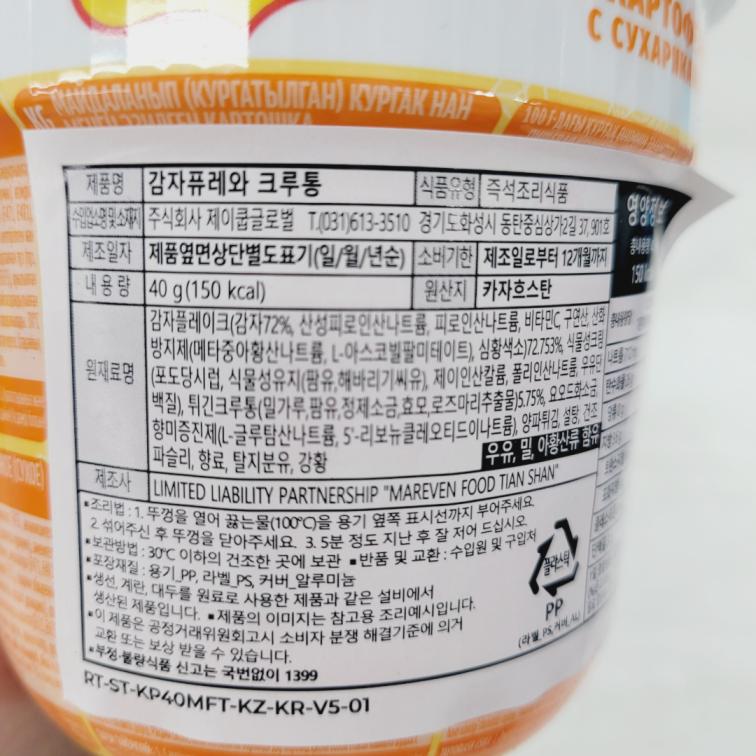 КАРТОФ
С СУХАРИК
KG
МАЙДАЛАНЫП (КУРГАТЫЛГАН) КУРГАК НАН
КАРТОШКА
제품명 감자퓨레와 크루통 식품유형 즉석조리식품
수입업소명및소재지 주식회사 제이쿱글로벌 T.(031)613-3510 경기도화성시 동탄중심상가2길 37, 901호
제조일자 제품옆면상단별도표기(일/월/년순) 소비기한 제조일로부터 12개월까지
내용량 40 g(150 kcal) 원산지 카자흐스탄
원재료명
감자플레이크(감자72%, 산성피로인산나트륨, 피로인산나트륨, 비타민C, 구연산, 산화
방지제(메타중아황산나트륨, L-아스코빌팔미테이트), 심황색소)72.753%, 식물성크림
(포도당시럽, 식물성유지(팜유,해바리기씨유), 제이인산칼륨, 폴리인산나트륨, 우유단
백질), 튀긴크루통(밀가루,팜유,정제소금,효모,로즈마리추출물)5.75%, 요오드화소금,
향미증진제(L-글루탐산나트륨, 5'-리보뉴클레오티드이나트륨), 양파튀김, 설탕, 건조
파슬리, 향료, 탈지분유, 강황 우유, 밀, 아황산류 함유
제조사 LIMITED LIABILITY PARTNERSHIP "MAREVEN FOOD TIAN SHAN"
▪조리법 : 1. 뚜껑을 열어 끓는물(100℃)을 용기 옆쪽 표시선까지 부어주세요.
2. 섞어주신 후 뚜껑을 닫아주세요. 3. 5분 정도 지난 후 잘 저어 드십시오.
▪보관방법 : 30℃ 이하의 건조한 곳에 보관 ▪반품 및 교환 : 수입원 및 구입처
▪포장재질 : 용기_PP, 라벨_PS, 커버_알루미늄
▪생선, 계란, 대두를 원료로 사용한 제품과 같은 설비에서
생산된 제품입니다. ▪제품의 이미지는 참고용 조리예시입니다.
▪이 제품은 공정거래위원회고시 소비자 분쟁 해결기준에 의거
교환 또는 보상 받을 수 있습니다.
▪부정·불량식품 신고는 국번없이 1399
플라스틱
PP
(라벨_PS, 커버_AL)
RT-ST-KP40MFT-KZ-KR-V5-01
영양정보